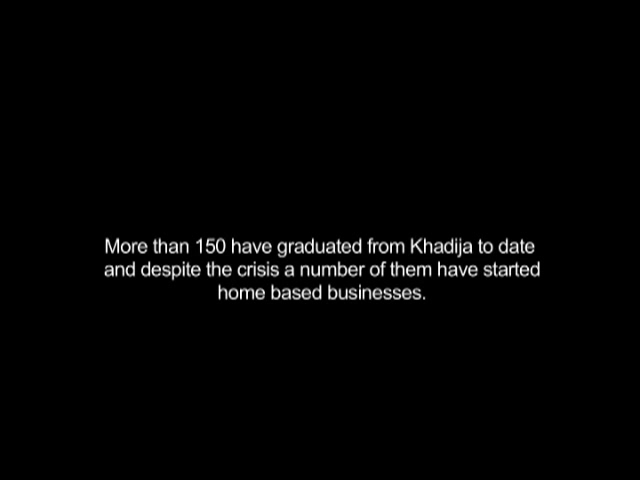 More than 150 have graduated from Khadija to date
and despite the crisis a number of them have started
home based businesses.